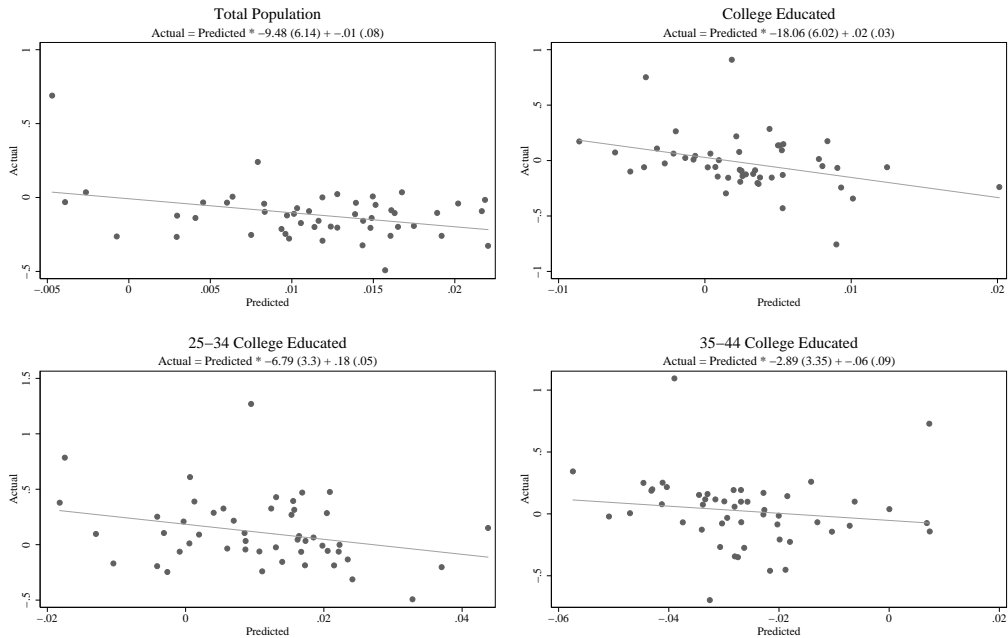 Total Population
Actual = Predicted * −9.48 (6.14) + −.01 (.08)
1
.5
0
−.5
Actual
−.005
0
.005
.01
.015
.02
Predicted
College Educated
Actual = Predicted * −18.06 (6.02) + .02 (.03)
1
.5
0
−.5
−1
Actual
−.01
0
.01
.02
Predicted
25−34 College Educated
Actual = Predicted * −6.79 (3.3) + .18 (.05)
1.5
1
.5
0
−.5
Actual
−.02
0
.02
.04
Predicted
35−44 College Educated
Actual = Predicted * −2.89 (3.35) + −.06 (.09)
1
.5
0
−.5
Actual
−.06
−.04
−.02
0
.02
Predicted